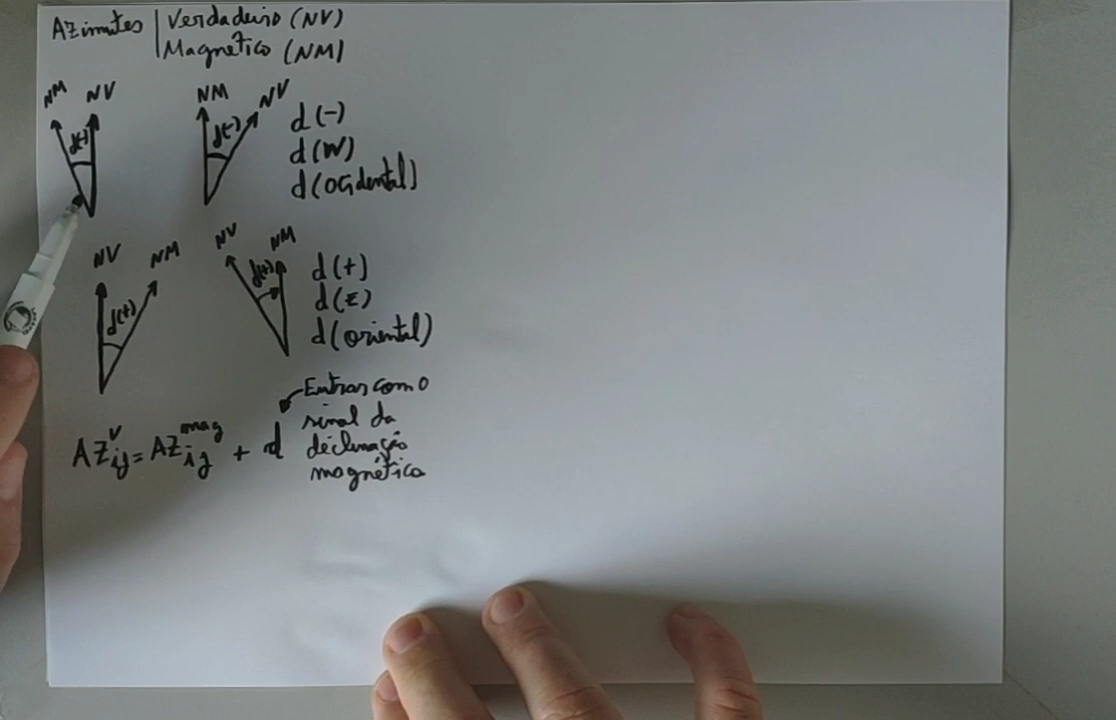 Azimutes | Verdadeiro (NV)
Magnético (NM)
NM NV
d(-)
NM NV
d(-)
d(-)
d(W)
d(ocidental)
NV NM
d(+)
NV NM
d(+)
d(+)
d(E)
d(oriental)
Entrar com o
sinal da
declinação
magnética
AZ^V_ij = AZ^mag_ij + d